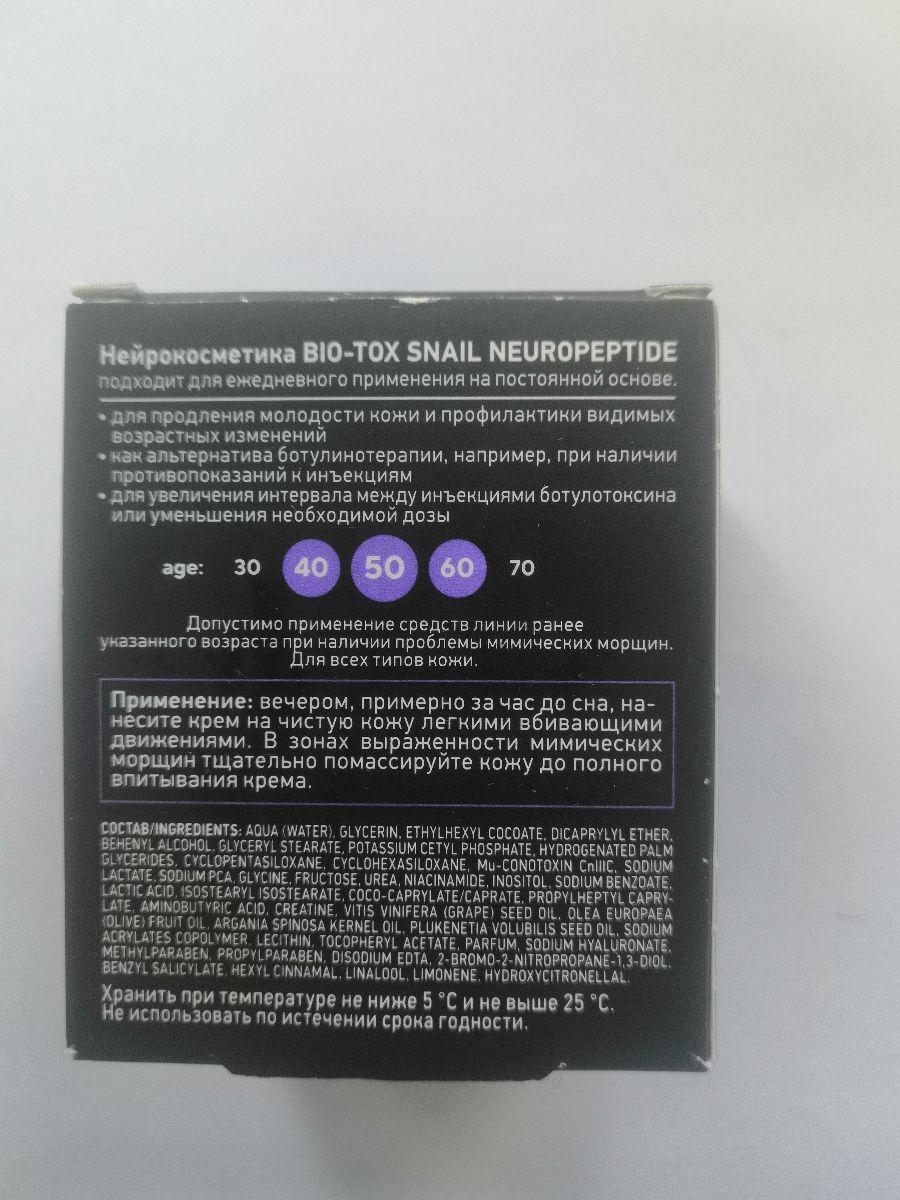 Нейрокосметика BIO-TOX SNAIL NEUROPEPTIDE
подходит для ежедневного применения на постоянной основе.
• для продления молодости кожи и профилактики видимых
возрастных изменений
• как альтернатива ботулинотерапии, например, при наличии
противопоказаний к инъекциям
• для увеличения интервала между инъекциями ботулотоксина
или уменьшения необходимой дозы
age: 30 40 50 60 70
Допустимо применение средств линии ранее
указанного возраста при наличии проблемы мимических морщин.
Для всех типов кожи.
Применение: вечером, примерно за час до сна, на-
несите крем на чистую кожу легкими вбивающими
движениями. В зонах выраженности мимических
морщин тщательно помассируйте кожу до полного
впитывания крема.
СОСТАВ/INGREDIENTS: AQUA (WATER), GLYCERIN, ETHYLHEXYL COCOATE, DICAPRYLYL ETHER,
BEHENYL ALCOHOL, GLYCERYL STEARATE, POTASSIUM CETYL PHOSPHATE, HYDROGENATED PALM
GLYCERIDES, CYCLOPENTASILOXANE, CYCLOHEXASILOXANE, Mu-CONOTOXIN CnIIIC, SODIUM
LACTATE, SODIUM PCA, GLYCINE, FRUCTOSE, UREA, NIACINAMIDE, INOSITOL, SODIUM BENZOATE,
LACTIC ACID, ISOSTEARYL ISOSTEARATE, COCO-CAPRYLATE/CAPRATE, PROPYLHEPTYL CAPRY-
LATE, AMINOBUTYRIC ACID, CREATINE, VITIS VINIFERA (GRAPE) SEED OIL, OLEA EUROPAEA
(OLIVE) FRUIT OIL, ARGANIA SPINOSA KERNEL OIL, PLUKENETIA VOLUBILIS SEED OIL, SODIUM
ACRYLATES COPOLYMER, LECITHIN, TOCOPHERYL ACETATE, PARFUM, SODIUM HYALURONATE,
METHYLPARABEN, PROPYLPARABEN, DISODIUM EDTA, 2-BROMO-2-NITROPROPANE-1,3-DIOL,
BENZYL SALICYLATE, HEXYL CINNAMAL, LINALOOL, LIMONENE, HYDROXYCITRONELLAL.
Хранить при температуре не ниже 5 °C и не выше 25 °C.
Не использовать по истечении срока годности.